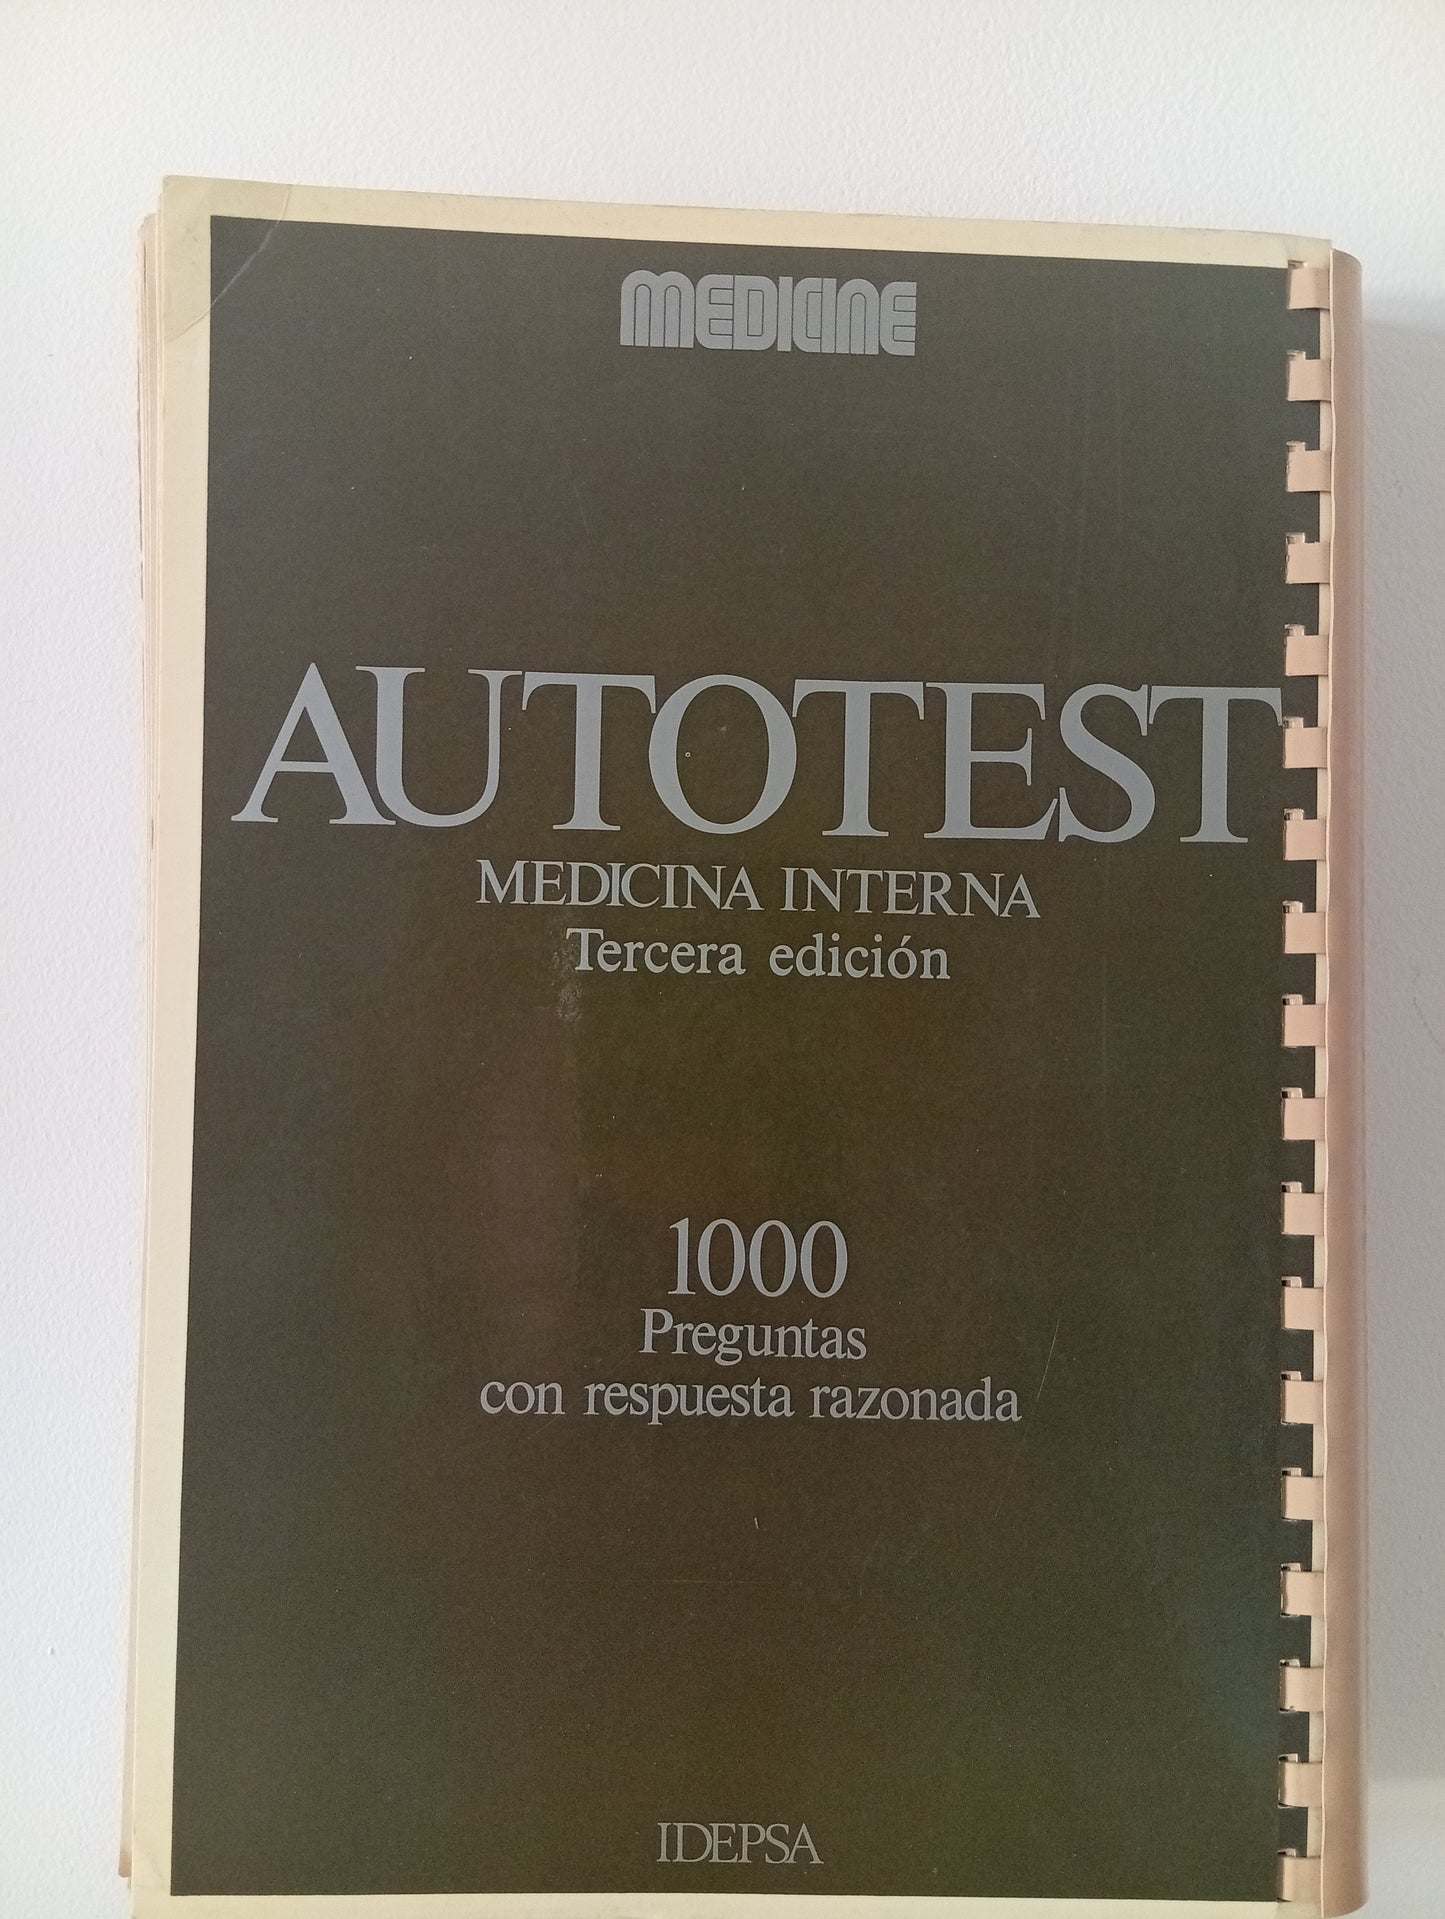 MEDICINE
AUTOTEST
MEDICINA INTERNA
Tercera edición
1000
Preguntas
con respuesta razonada
IDEPSA